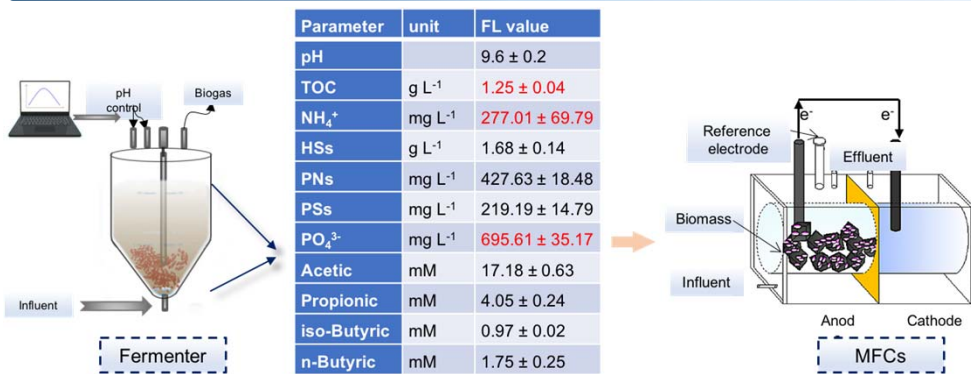 pH
control
Biogas
Influent
Fermenter
Parameter unit FL value
pH 9.6 ± 0.2
TOC g L⁻¹ 1.25 ± 0.04
NH₄⁺ mg L⁻¹ 277.01 ± 69.79
HSs g L⁻¹ 1.68 ± 0.14
PNs mg L⁻¹ 427.63 ± 18.48
PSs mg L⁻¹ 219.19 ± 14.79
PO₄³⁻ mg L⁻¹ 695.61 ± 35.17
Acetic mM 17.18 ± 0.63
Propionic mM 4.05 ± 0.24
iso-Butyric mM 0.97 ± 0.02
n-Butyric mM 1.75 ± 0.25
e⁻ e⁻
Reference
electrode
Effluent
Biomass
Influent
Anod Cathode
MFCs